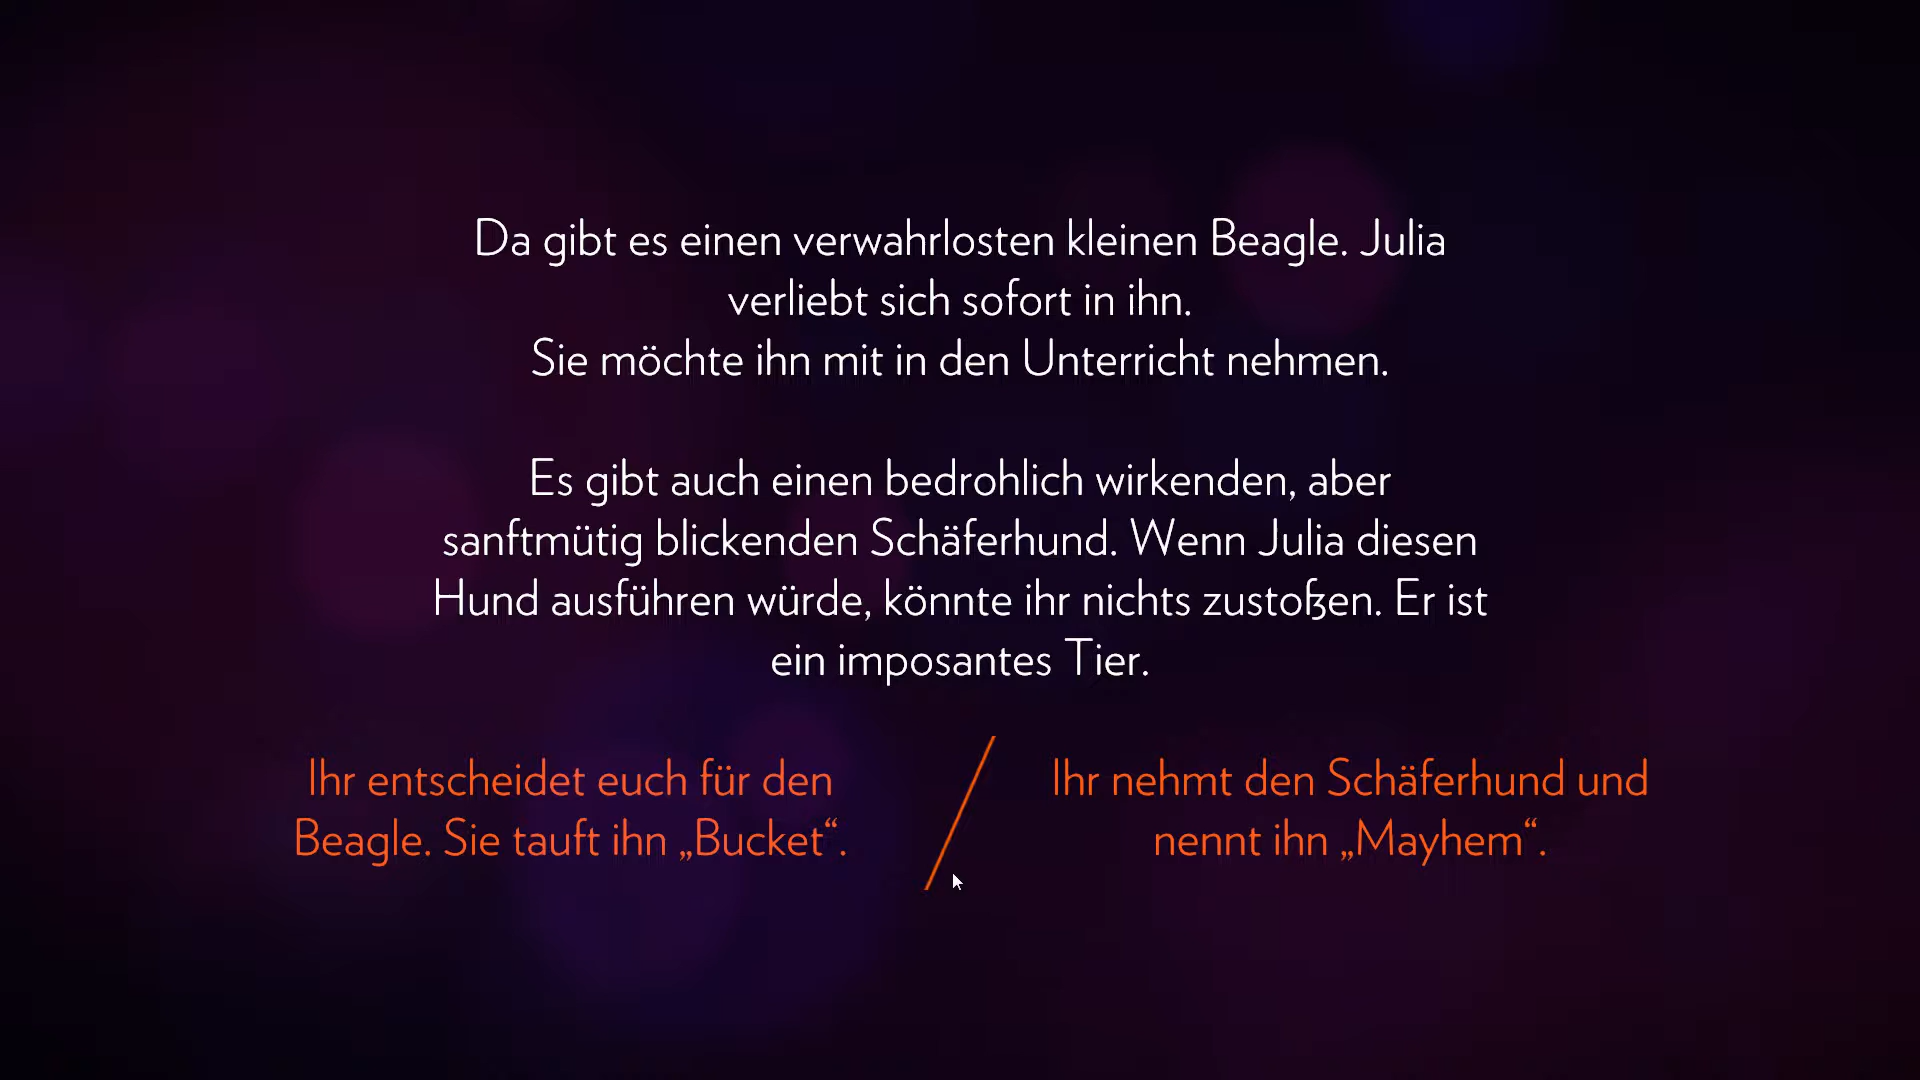 Da gibt es einen verwahrlosten kleinen Beagle. Julia
verliebt sich sofort in ihn.
Sie möchte ihn mit in den Unterricht nehmen.
Es gibt auch einen bedrohlich wirkenden, aber
sanftmütig blickenden Schäferhund. Wenn Julia diesen
Hund ausführen würde, könnte ihr nichts zustoßen. Er ist
ein imposantes Tier.
Ihr entscheidet euch für den
Beagle. Sie tauft ihn „Bucket“.
Ihr nehmt den Schäferhund und
nennt ihn „Mayhem“.